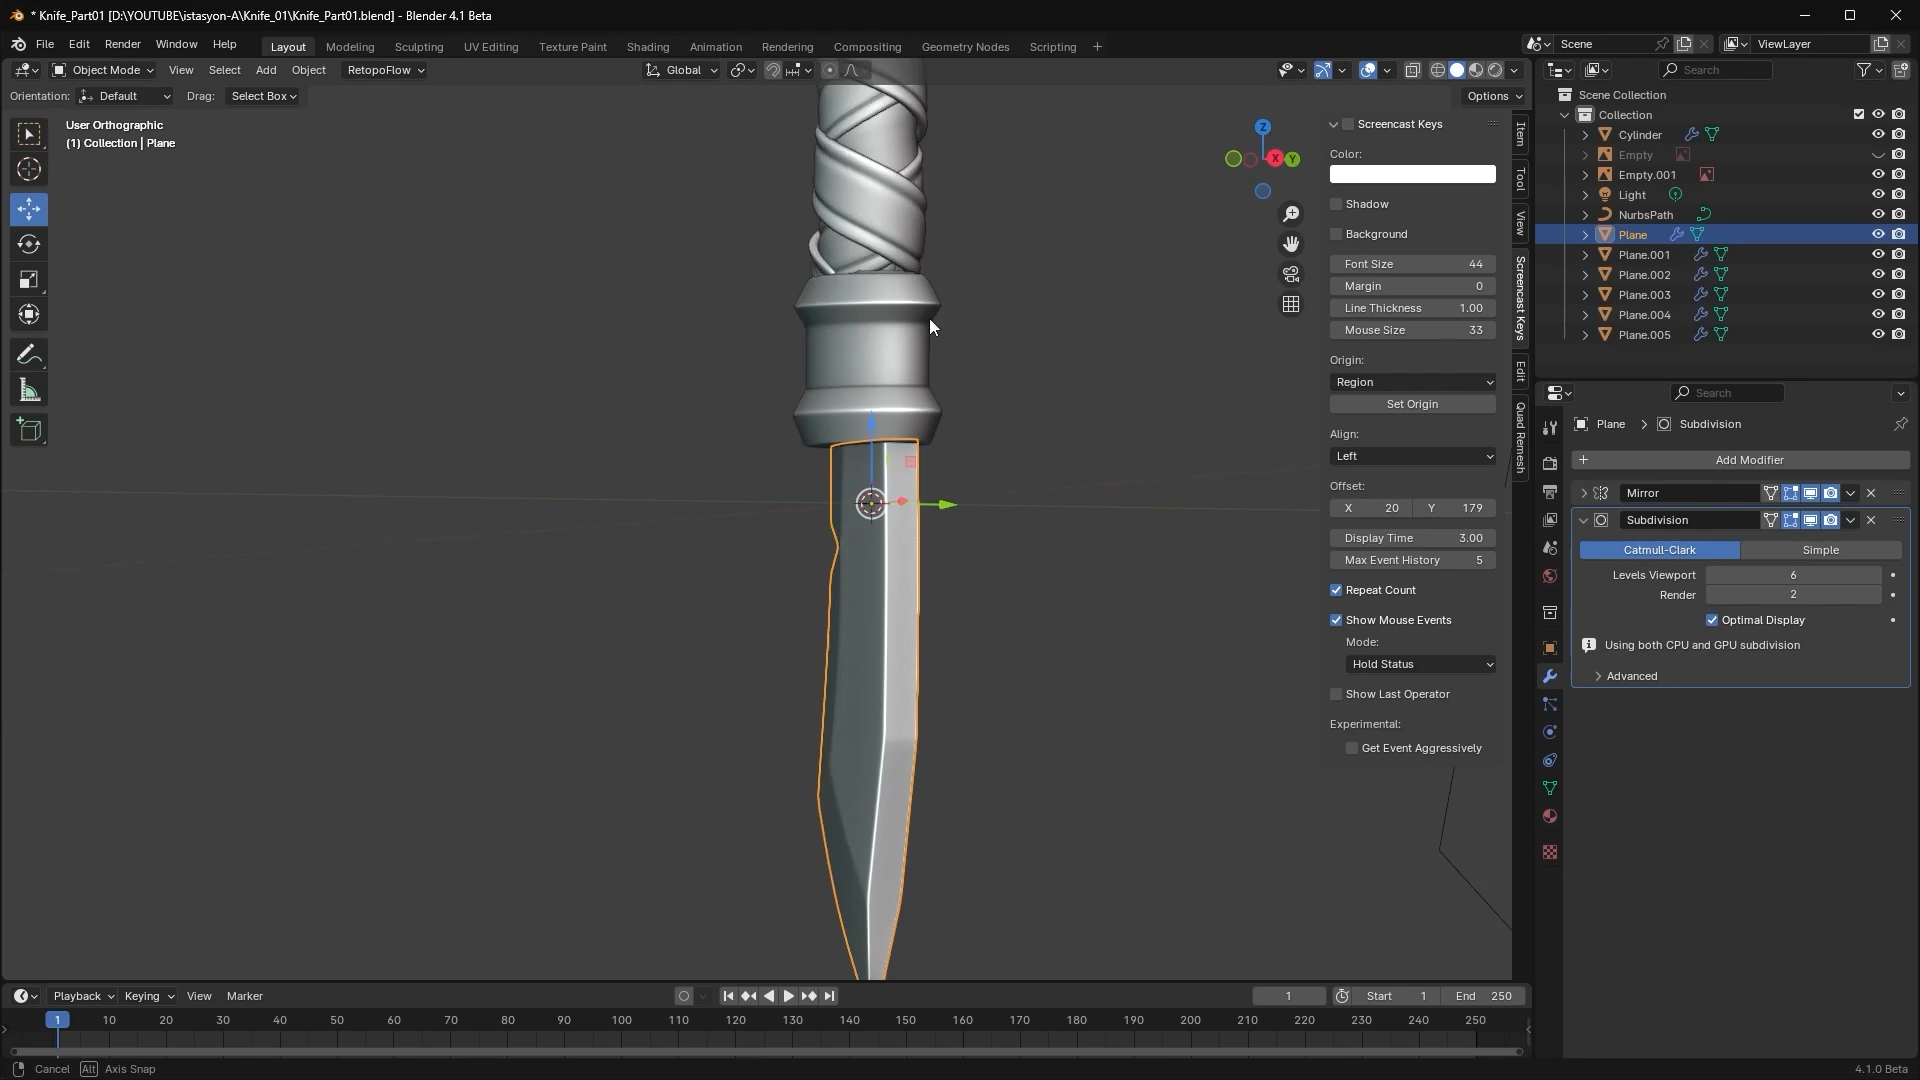 * Knife_Part01 [D:\YOUTUBE\istasyon-A\Knife_01\Knife_Part01.blend] - Blender 4.1 Beta
File Edit Render Window Help Layout Modeling Sculpting UV Editing Texture Paint Shading Animation Rendering Compositing Geometry Nodes Scripting + Scene ViewLayer
Object Mode View Select Add Object RetopoFlow Global Search
Orientation: Default Drag: Select Box Options
User Orthographic
(1) Collection | Plane
Z
X
Y
Screencast Keys
Color:
Shadow
Background
Font Size 44
Margin 0
Line Thickness 1.00
Mouse Size 33
Origin:
Region
Set Origin
Align:
Left
Offset:
X 20 Y 179
Display Time 3.00
Max Event History 5
Repeat Count
Show Mouse Events
Mode:
Hold Status
Show Last Operator
Experimental:
Get Event Aggressively
Item
Tool
View
Screencast Keys
Edit
Quad Remesh
Scene Collection
Collection
Cylinder
Empty
Empty.001
Light
NurbsPath
Plane
Plane.001
Plane.002
Plane.003
Plane.004
Plane.005
Search
Plane > Subdivision
+ Add Modifier
Mirror
Subdivision
Catmull-Clark Simple
Levels Viewport 6
Render 2
Optimal Display
Using both CPU and GPU subdivision
Advanced
Playback Keying View Marker 1 Start 1 End 250
1 10 20 30 40 50 60 70 80 90 100 110 120 130 140 150 160 170 180 190 200 210 220 230 240 250
Cancel Alt Axis Snap 4.1.0 Beta